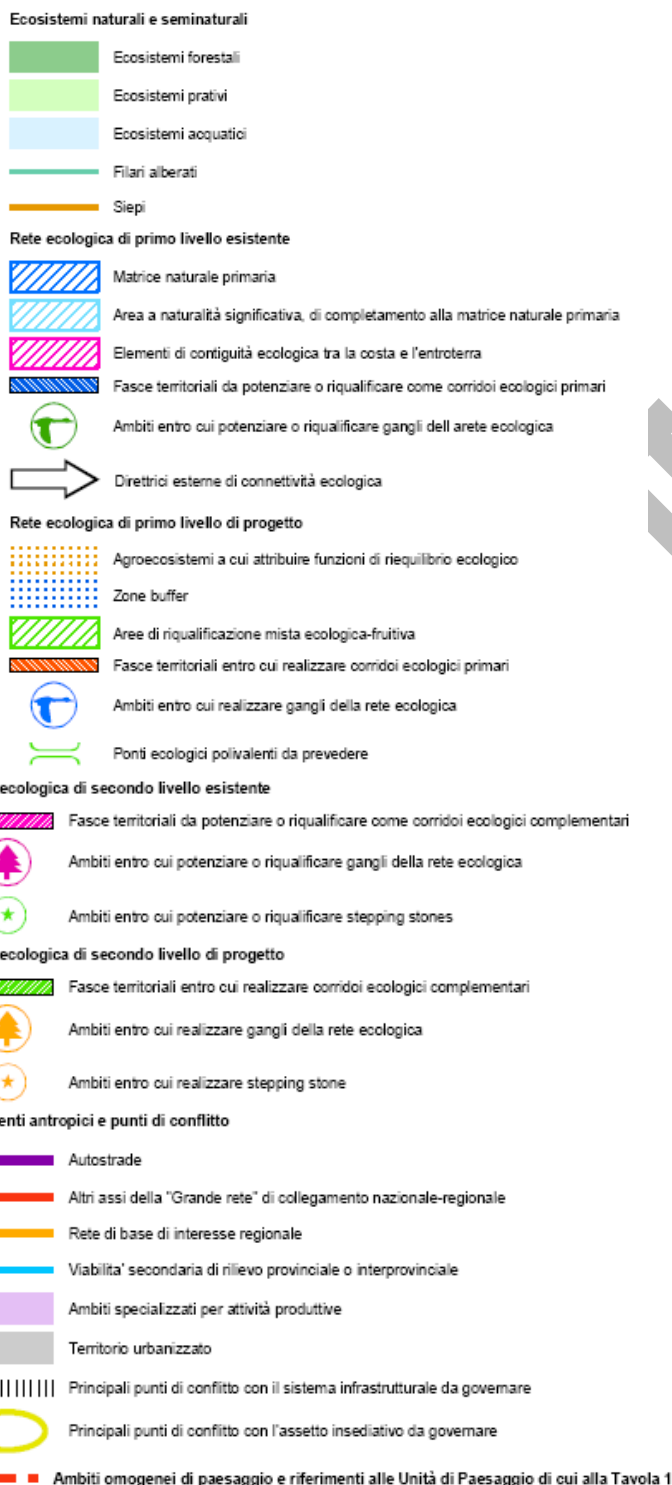 Ecosistemi naturali e seminaturali
Ecosistemi forestali
Ecosistemi prativi
Ecosistemi acquatici
Filari alberati
Siepi
Rete ecologica di primo livello esistente
Matrice naturale primaria
Area a naturalità significativa, di completamento alla matrice naturale primaria
Elementi di contiguità ecologica tra la costa e l'entroterra
Fasce territoriali da potenziare o riqualificare come corridoi ecologici primari
Ambiti entro cui potenziare o riqualificare gangli dell arete ecologica
Direttrici esterne di connettività ecologica
Rete ecologica di primo livello di progetto
Agroecosistemi a cui attribuire funzioni di riequilibrio ecologico
Zone buffer
Aree di riqualificazione mista ecologica-fruitiva
Fasce territoriali entro cui realizzare corridoi ecologici primari
Ambiti entro cui realizzare gangli della rete ecologica
Ponti ecologici polivalenti da prevedere
ecologica di secondo livello esistente
Fasce territoriali da potenziare o riqualificare come corridoi ecologici complementari
Ambiti entro cui potenziare o riqualificare gangli della rete ecologica
Ambiti entro cui potenziare o riqualificare stepping stones
ecologica di secondo livello di progetto
Fasce territoriali entro cui realizzare corridoi ecologici complementari
Ambiti entro cui realizzare gangli della rete ecologica
Ambiti entro cui realizzare stepping stone
enti antropici e punti di conflitto
Autostrade
Altri assi della "Grande rete" di collegamento nazionale-regionale
Rete di base di interesse regionale
Viabilita' secondaria di rilievo provinciale o interprovinciale
Ambiti specializzati per attività produttive
Territorio urbanizzato
Principali punti di conflitto con il sistema infrastrutturale da governare
Principali punti di conflitto con l'assetto insediativo da governare
Ambiti omogenei di paesaggio e riferimenti alle Unità di Paesaggio di cui alla Tavola 1